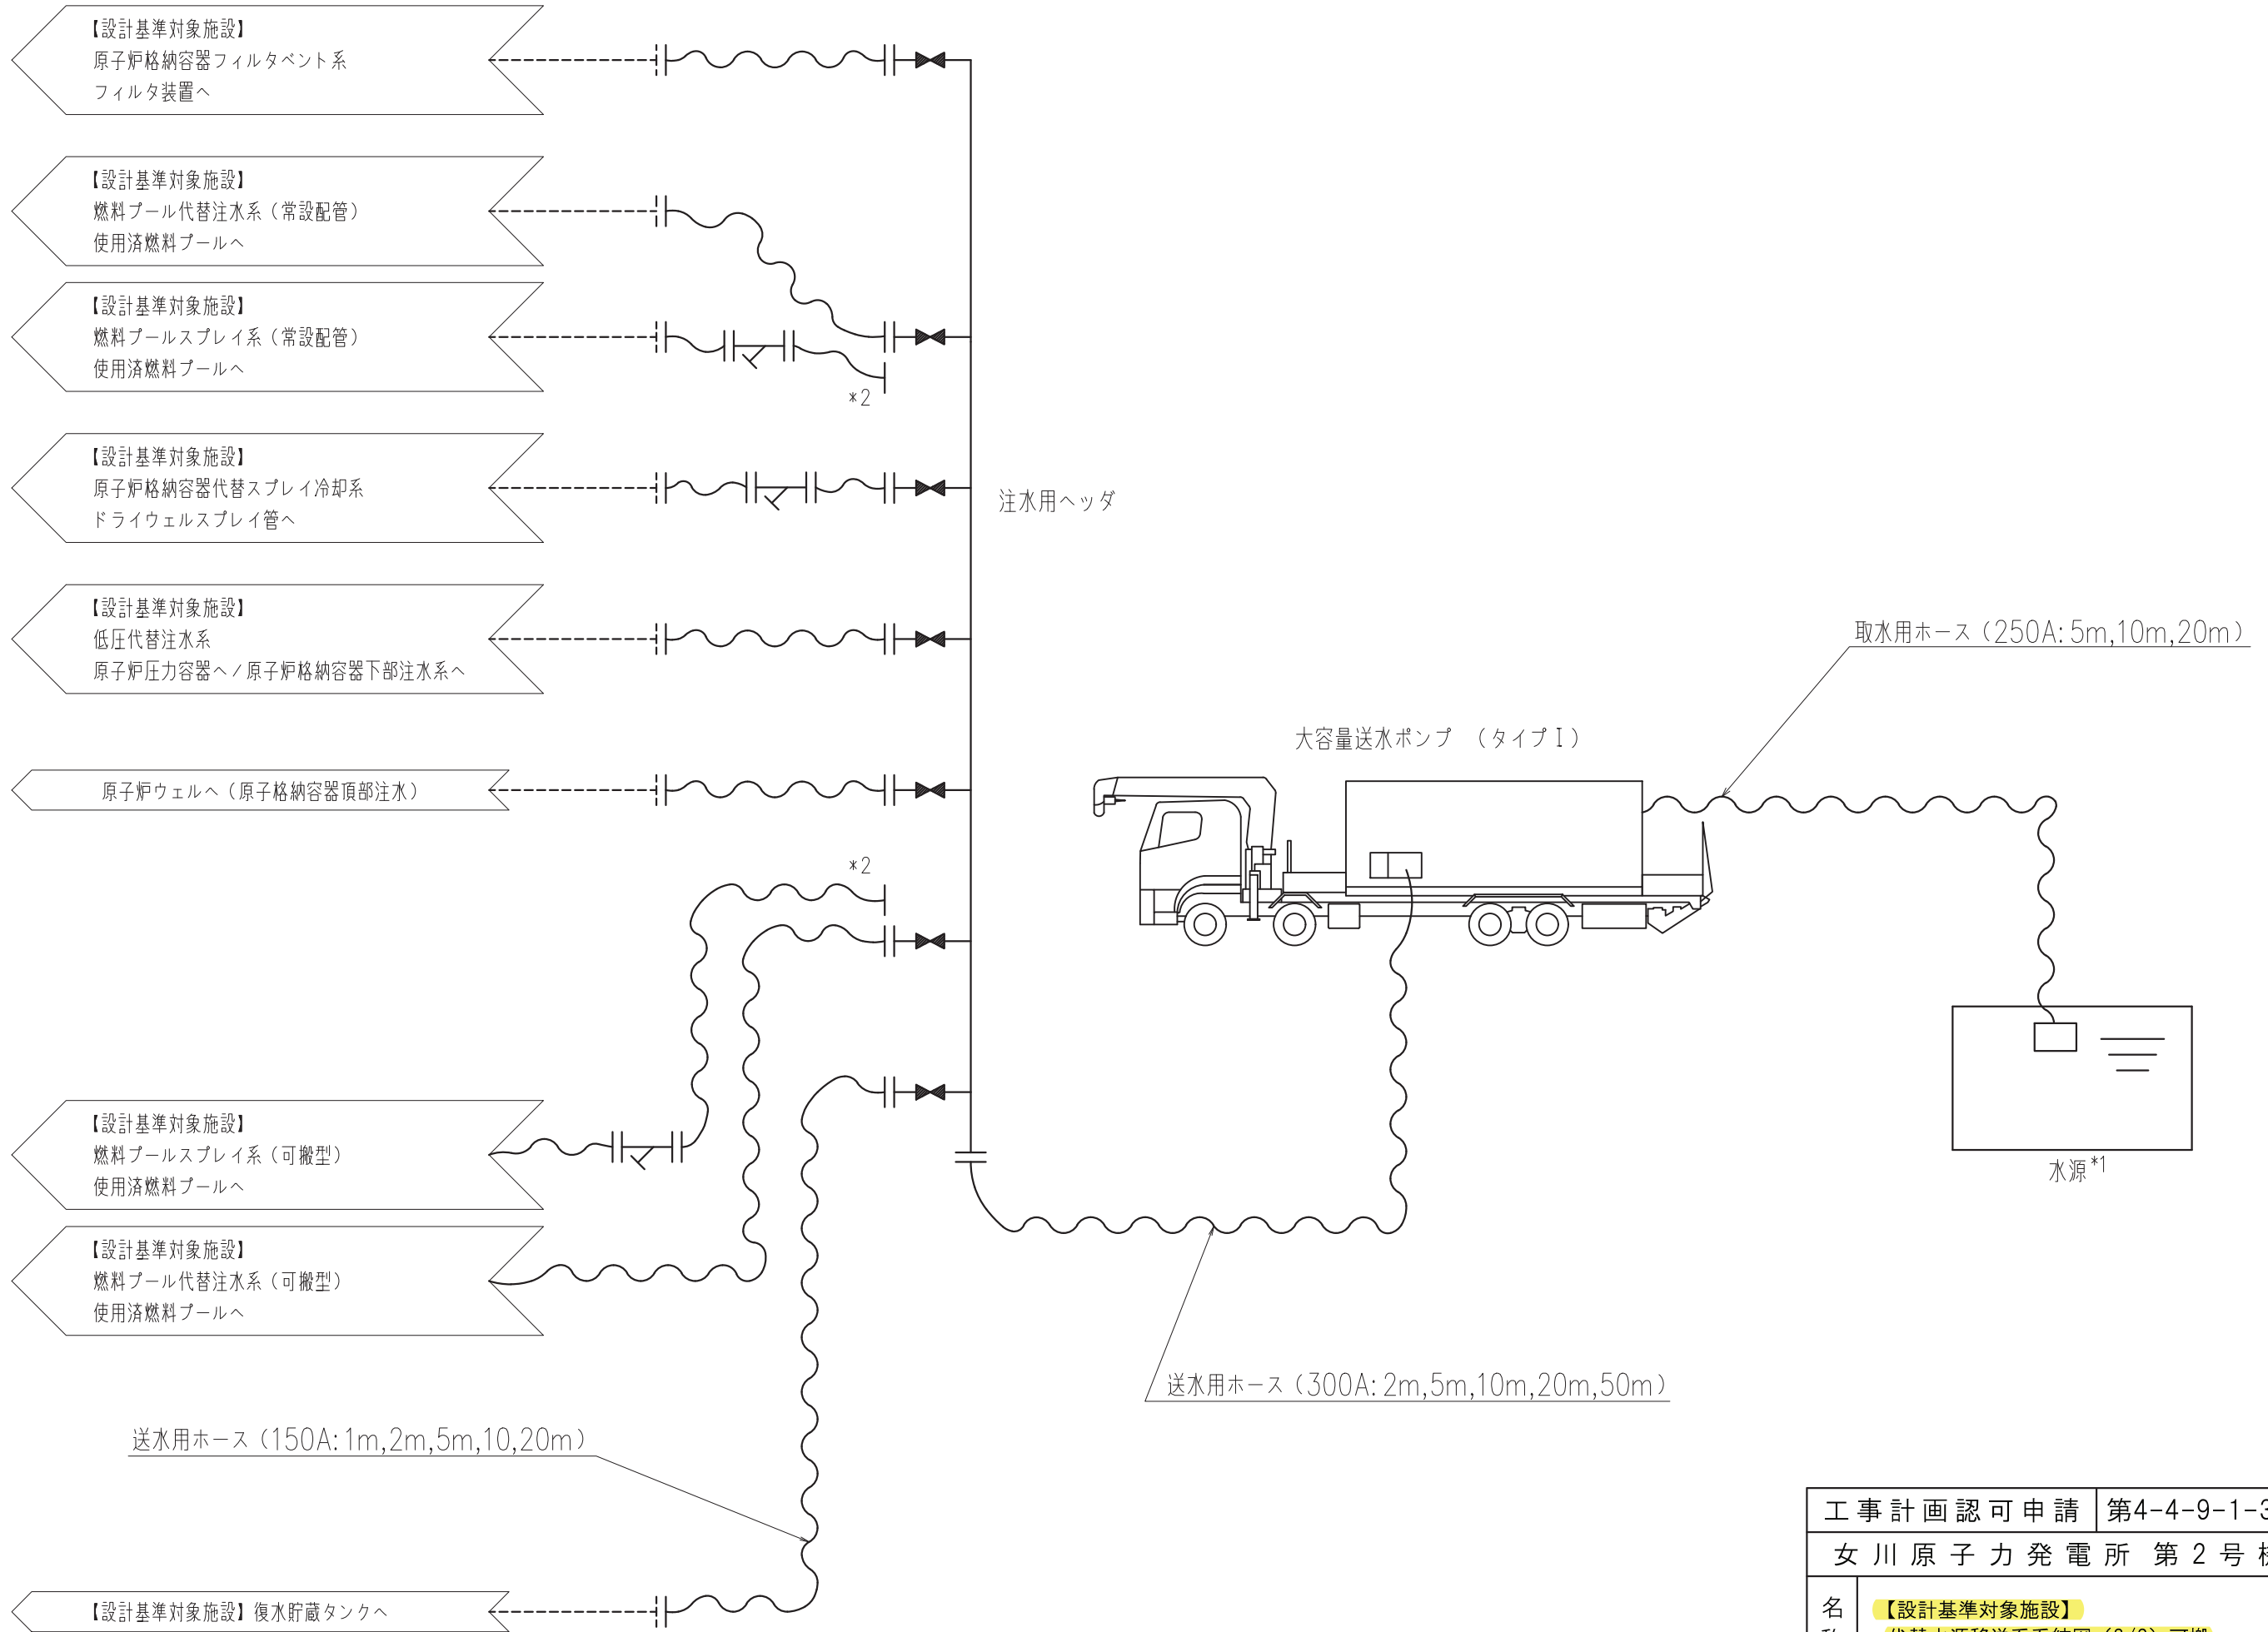 【設計基準対象施設】
原子炉格納容器フィルタベント系
フィルタ装置へ
【設計基準対象施設】
燃料プール代替注水系（常設配管）
使用済燃料プールへ
【設計基準対象施設】
燃料プールスプレイ系（常設配管）
使用済燃料プールへ
*2
【設計基準対象施設】
原子炉格納容器代替スプレイ冷却系
ドライウェルスプレイ管へ
注水用ヘッダ
【設計基準対象施設】
低圧代替注水系
原子炉圧力容器へ／原子炉格納容器下部注水系へ
取水用ホース（250A:5m,10m,20m）
大容量送水ポンプ　（タイプⅠ）
原子炉ウェルへ（原子格納容器頂部注水）
*2
【設計基準対象施設】
燃料プールスプレイ系（可搬型）
使用済燃料プールへ
水源*1
【設計基準対象施設】
燃料プール代替注水系（可搬型）
使用済燃料プールへ
送水用ホース（300A:2m,5m,10m,20m,50m）
送水用ホース（150A:1m,2m,5m,10,20m）
【設計基準対象施設】復水貯蔵タンクへ
工事計画認可申請 第4-4-9-1-3
女川原子力発電所 第2号
名
【設計基準対象施設】